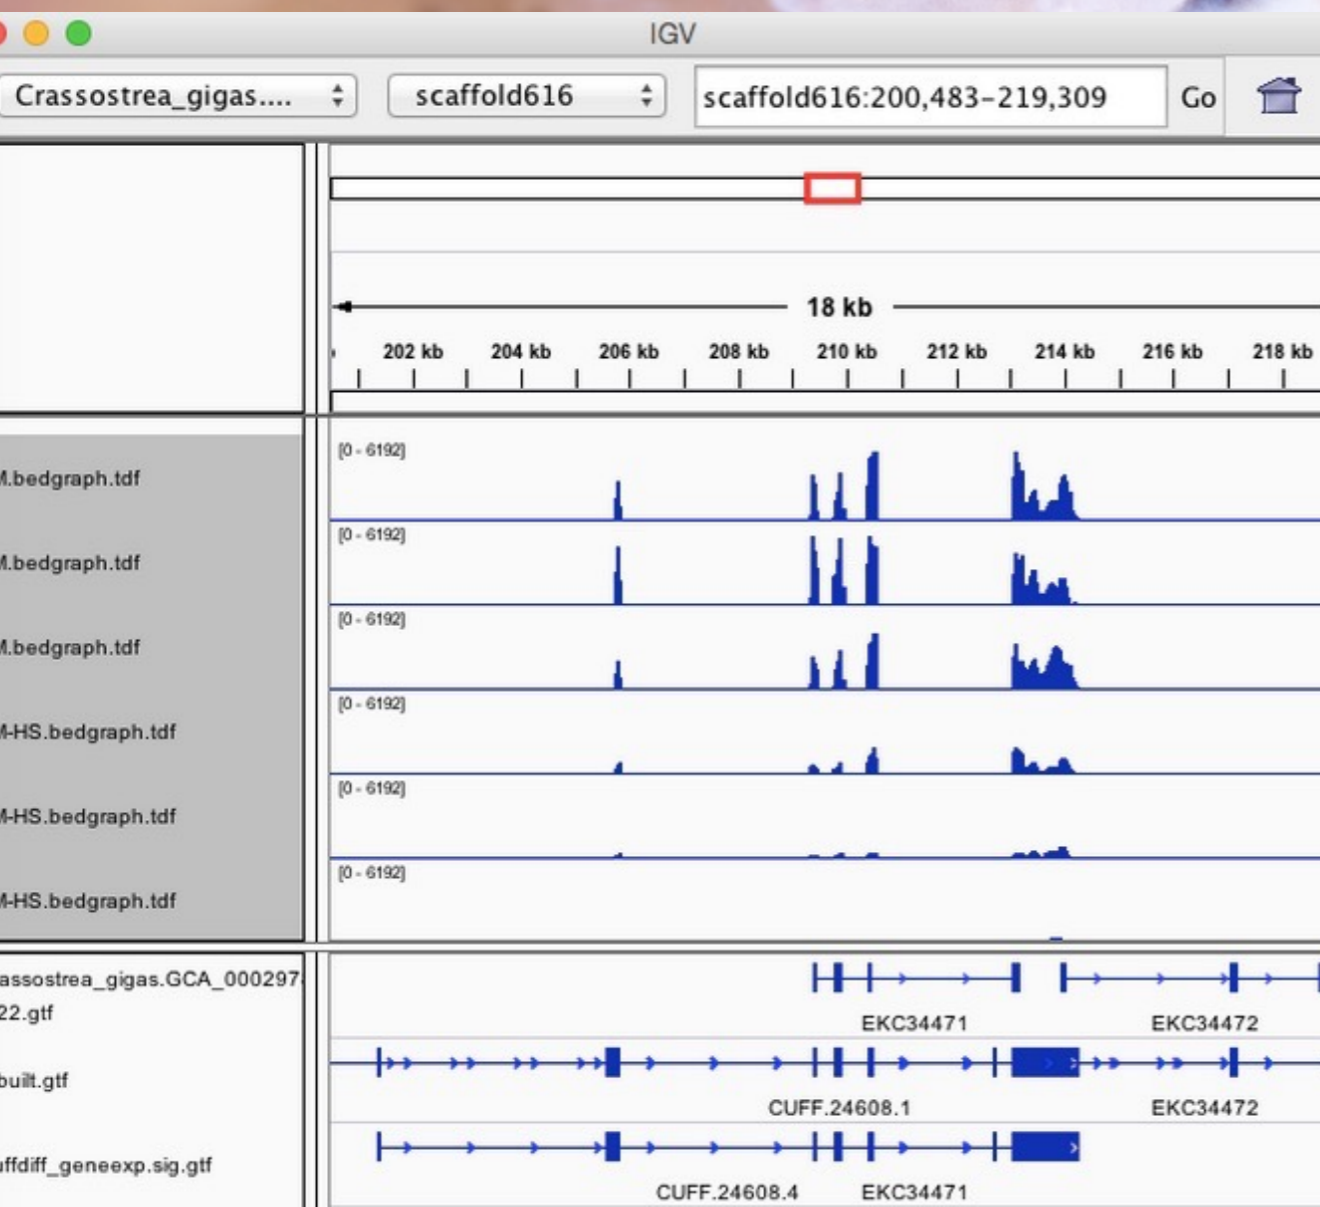 IGV
Crassostrea_gigas.... scaffold616 scaffold616:200,483-219,309 Go
18 kb
202 kb 204 kb 206 kb 208 kb 210 kb 212 kb 214 kb 216 kb 218 kb
[0 - 6192]
M.bedgraph.tdf
[0 - 6192]
M.bedgraph.tdf
[0 - 6192]
M.bedgraph.tdf
[0 - 6192]
M-HS.bedgraph.tdf
[0 - 6192]
M-HS.bedgraph.tdf
[0 - 6192]
M-HS.bedgraph.tdf
assostrea_gigas.GCA_000297
22.gtf
EKC34471 EKC34472
built.gtf
CUFF.24608.1 EKC34472
uffdiff_geneexp.sig.gtf
CUFF.24608.4 EKC34471